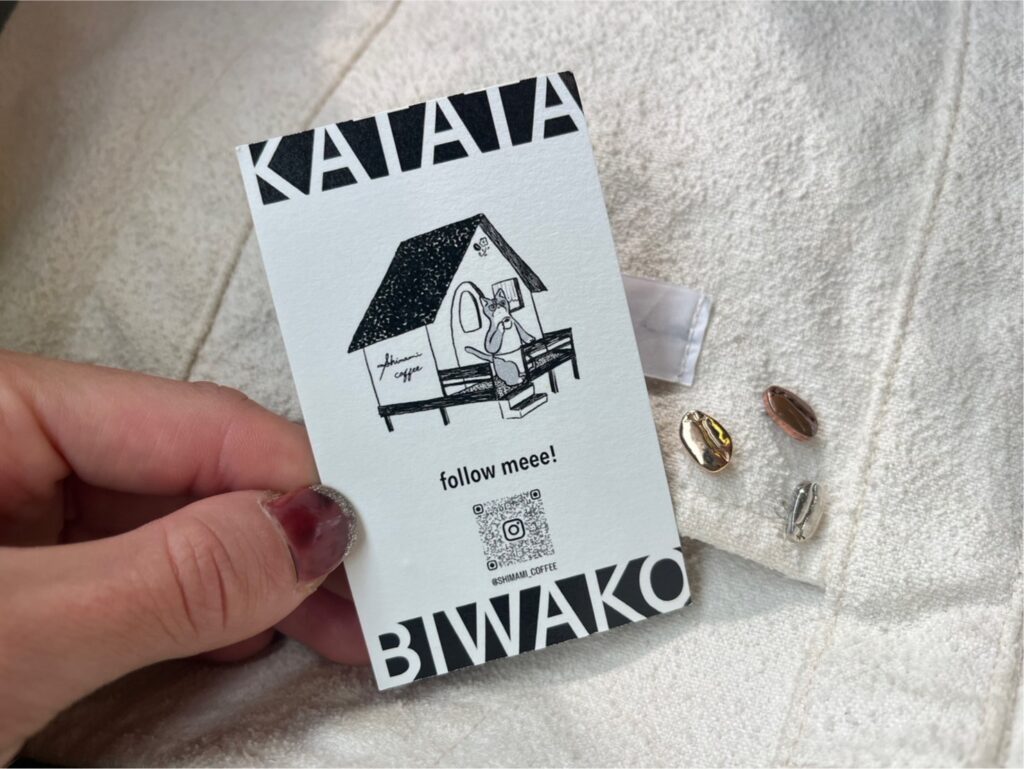 KATATA
Shimami
coffee
follow meee!
@SHIMAMI_COFFEE
BIWAKO